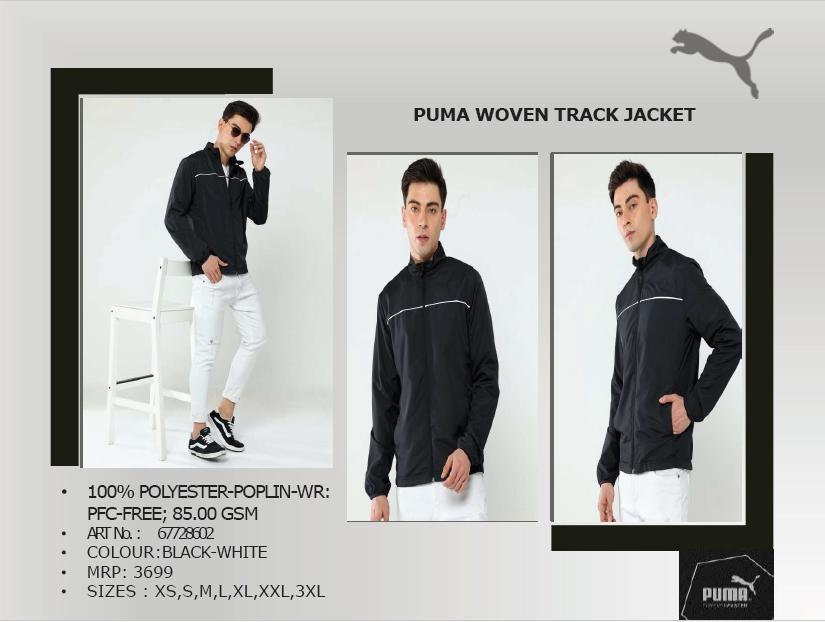 PUMA WOVEN TRACK JACKET
• 100% POLYESTER-POPLIN-WR:
PFC-FREE; 85.00 GSM
• ART No. : 67728602
• COLOUR:BLACK-WHITE
• MRP: 3699
• SIZES : XS,S,M,L,XL,XXL,3XL
PUMA
FOREVERFASTER